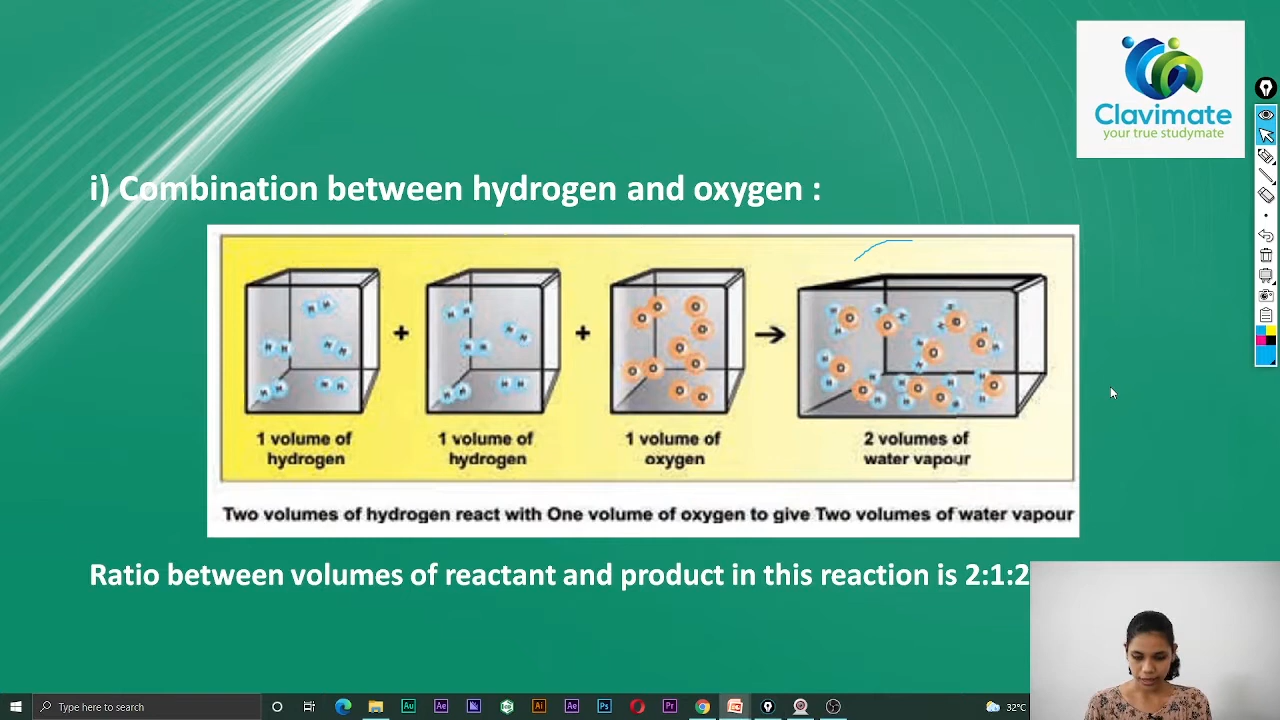 Clavimate
your true studymate
i) Combination between hydrogen and oxygen :
+ + →
1 volume of
hydrogen
1 volume of
hydrogen
1 volume of
oxygen
2 volumes of
water vapour
Two volumes of hydrogen react with One volume of oxygen to give Two volumes of water vapour
Ratio between volumes of reactant and product in this reaction is 2:1:2
Type here to search
32°C